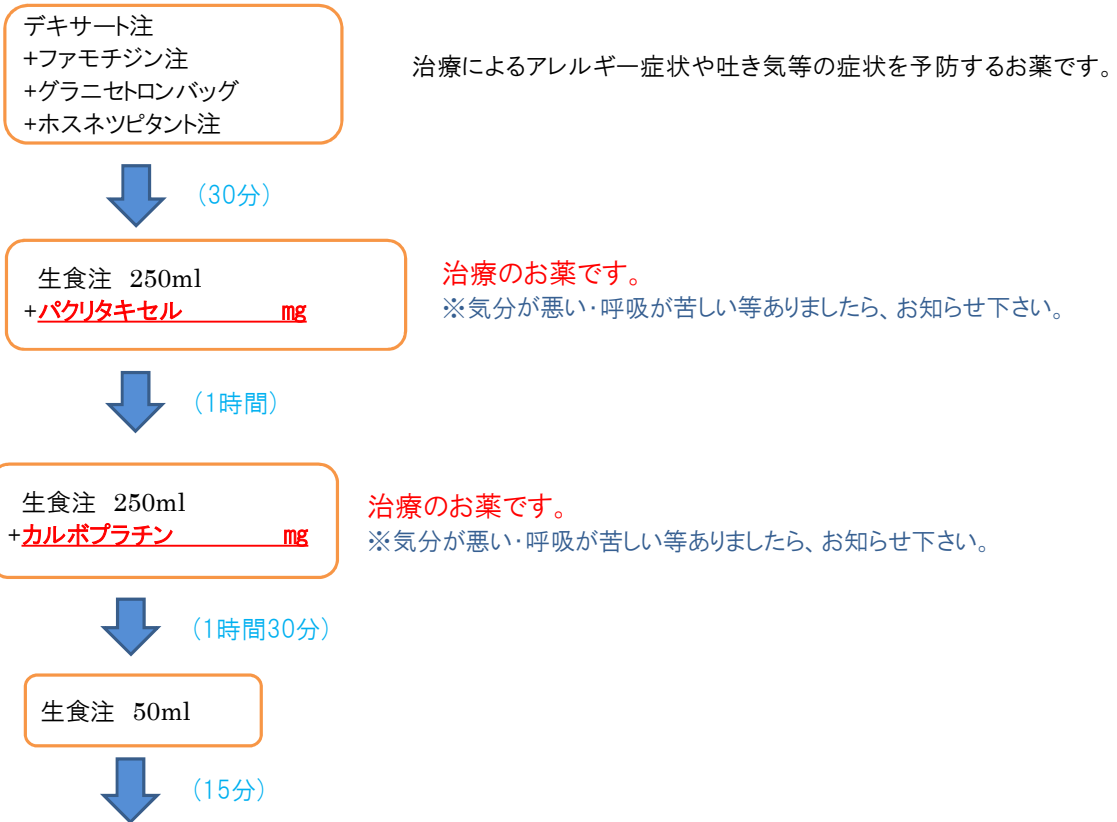 デキサート注
+ファモチジン注
+グラニセトロンバッグ
+ホスネツピタント注
治療によるアレルギー症状や吐き気等の症状を予防するお薬です。
(30分)
生食注 250ml
+パクリタキセル mg
治療のお薬です。
※気分が悪い・呼吸が苦しい等ありましたら、お知らせ下さい。
(1時間)
生食注 250ml
+カルボプラチン mg
治療のお薬です。
※気分が悪い・呼吸が苦しい等ありましたら、お知らせ下さい。
(1時間30分)
生食注 50ml
(15分)